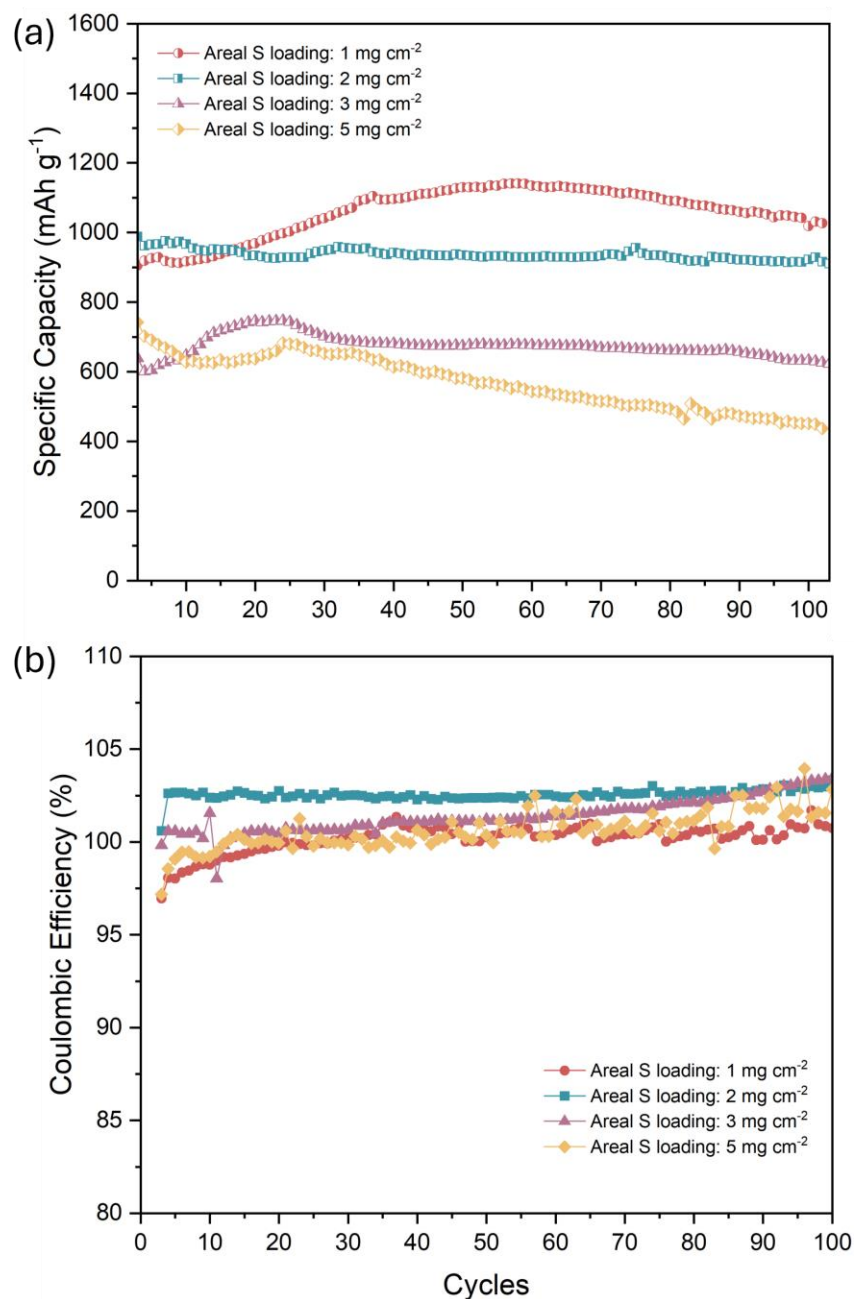 (a)
1600
1400
1200
1000
800
600
400
200
0
Specific Capacity (mAh g⁻¹)
Areal S loading: 1 mg cm⁻²
Areal S loading: 2 mg cm⁻²
Areal S loading: 3 mg cm⁻²
Areal S loading: 5 mg cm⁻²
10 20 30 40 50 60 70 80 90 100
(b)
110
105
100
95
90
85
80
Coulombic Efficiency (%)
Areal S loading: 1 mg cm⁻²
Areal S loading: 2 mg cm⁻²
Areal S loading: 3 mg cm⁻²
Areal S loading: 5 mg cm⁻²
0 10 20 30 40 50 60 70 80 90 100
Cycles